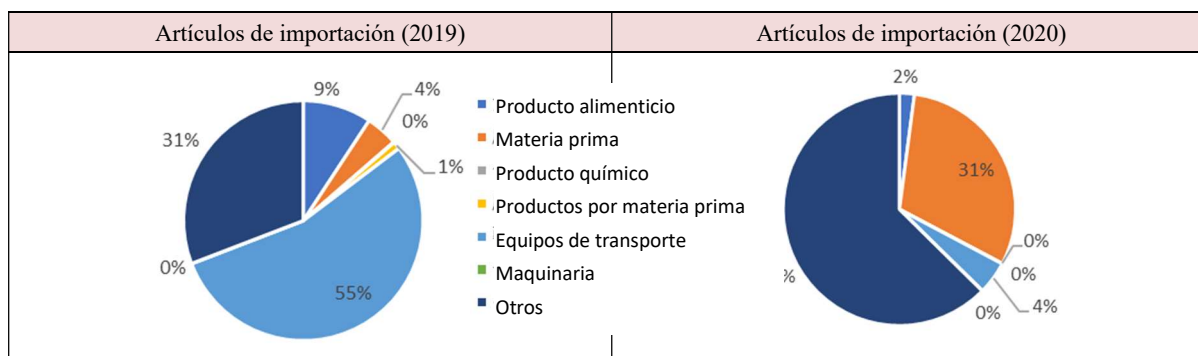 Artículos de importación (2019)
Artículos de importación (2020)
9%
4%
0%
1%
31%
0%
55%
Producto alimenticio
Materia prima
Producto químico
Productos por materia prima
Equipos de transporte
Maquinaria
Otros
2%
31%
0%
0%
4%
0%
%